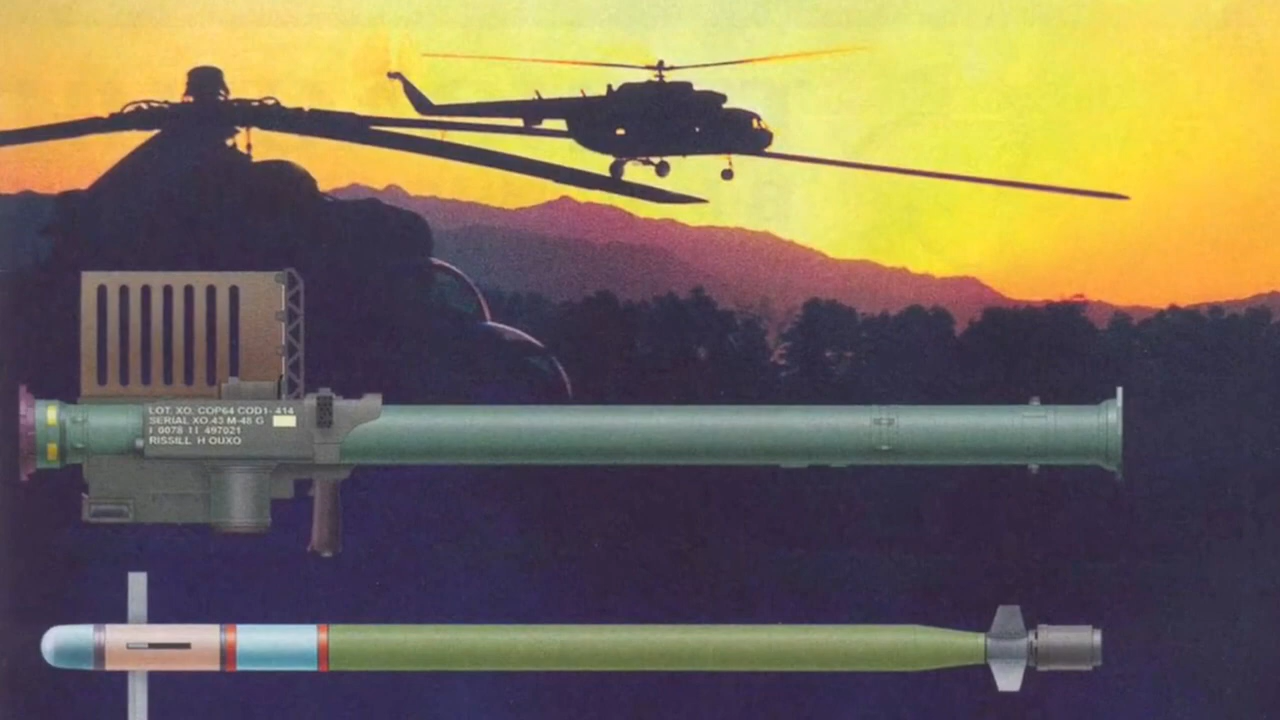 LOT. XO. COP64 COD1- 414
SERIAL XO.43 M-48 G
I 0078 11 497021
RISSILL H OUXO